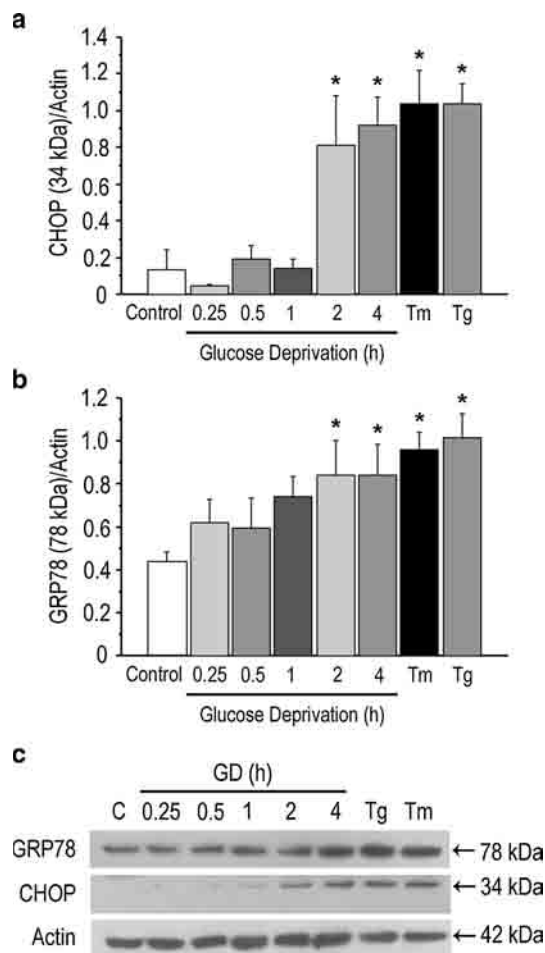 a
CHOP (34 kDa)/Actin
1.4
1.2
1.0
0.8
0.6
0.4
0.2
0
* * * *
Control 0.25 0.5 1 2 4 Tm Tg
Glucose Deprivation (h)
b
GRP78 (78 kDa)/Actin
1.2
1.0
0.8
0.6
0.4
0.2
0
* * * *
Control 0.25 0.5 1 2 4 Tm Tg
Glucose Deprivation (h)
c
GD (h)
C 0.25 0.5 1 2 4 Tg Tm
GRP78 ←78 kDa
CHOP ←34 kDa
Actin ←42 kDa